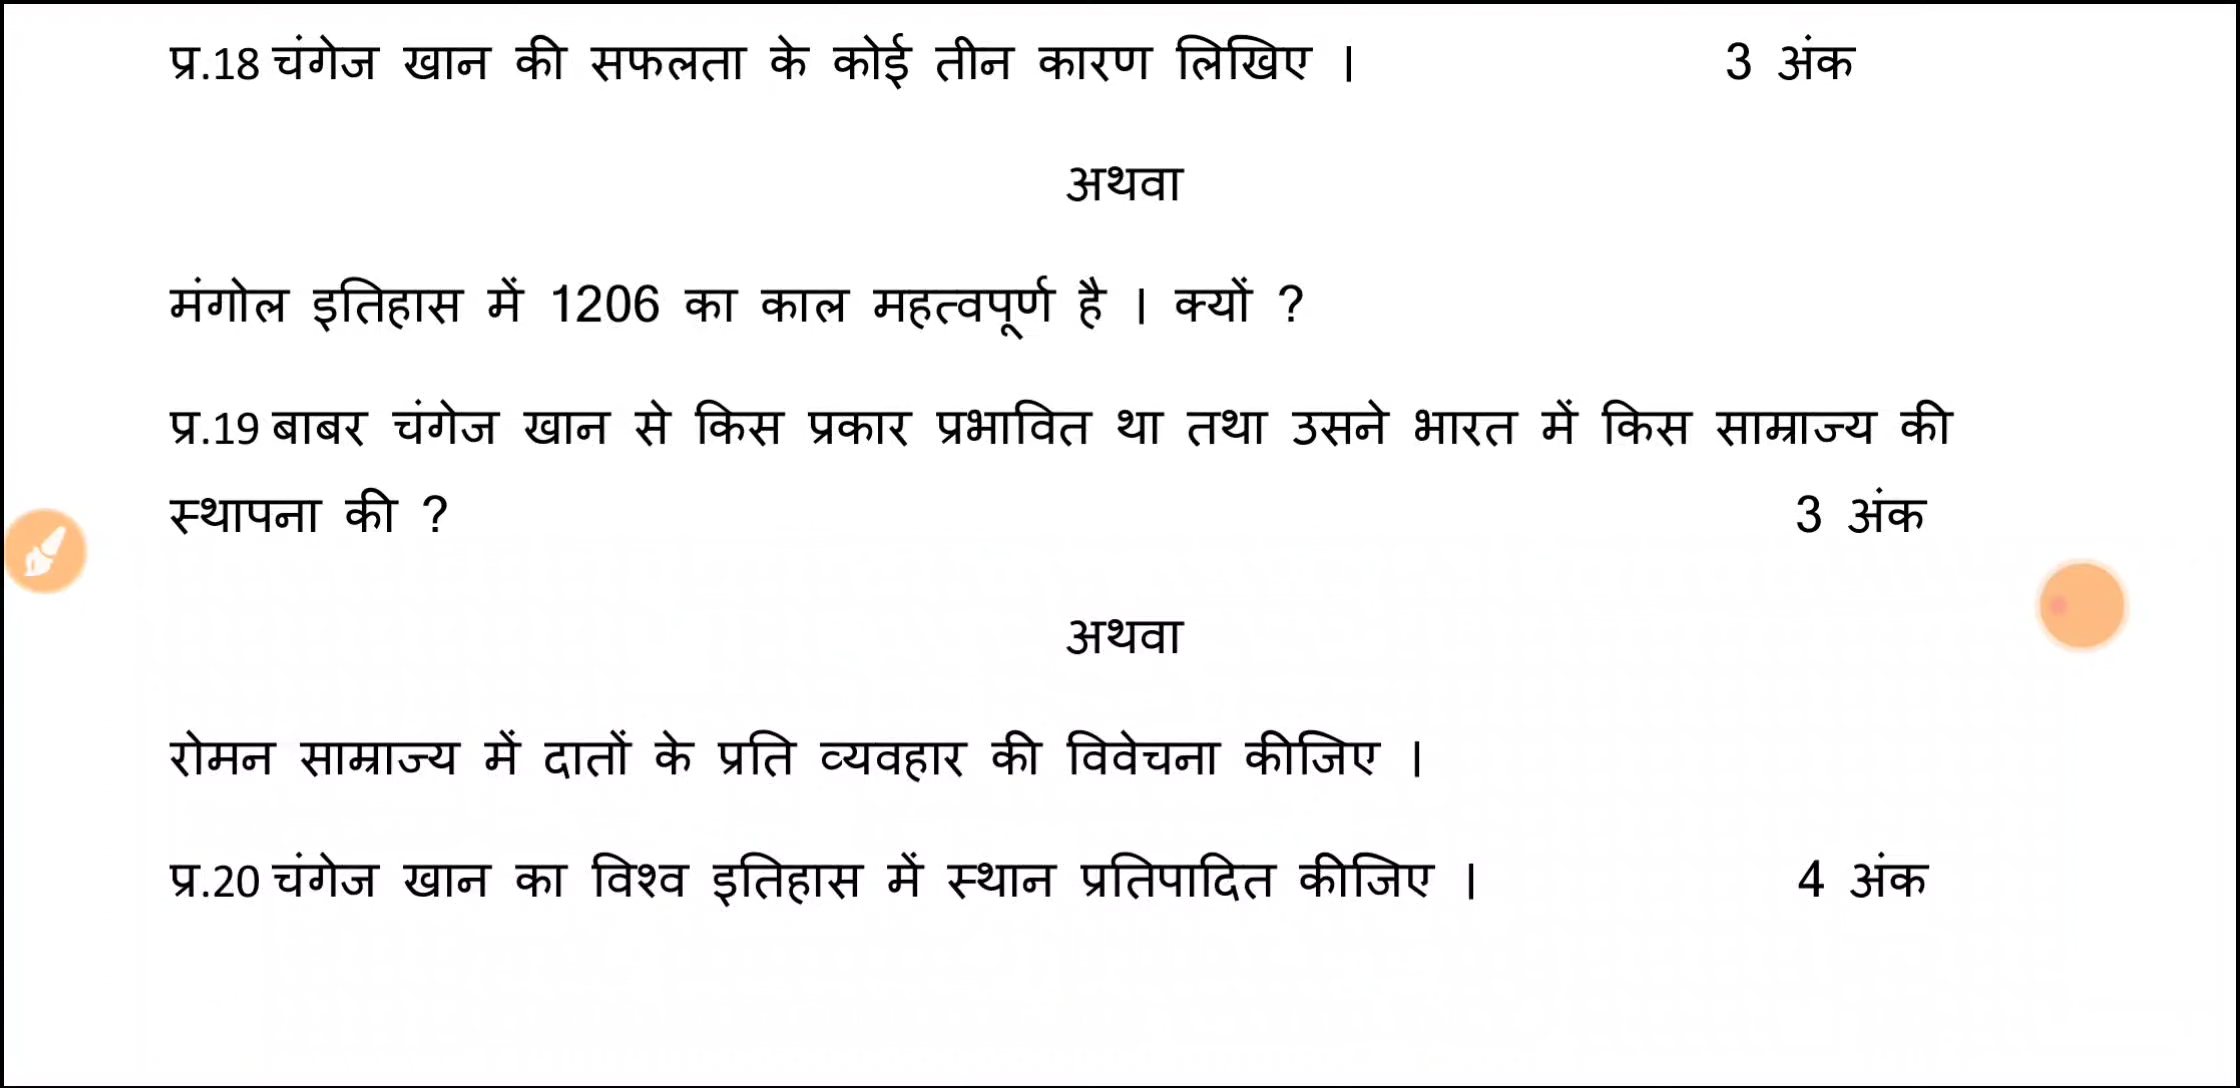 प्र.18 चंगेज खान की सफलता के कोई तीन कारण लिखिए । 3 अंक
अथवा
मंगोल इतिहास में 1206 का काल महत्वपूर्ण है । क्यों ?
प्र.19 बाबर चंगेज खान से किस प्रकार प्रभावित था तथा उसने भारत में किस साम्राज्य की
स्थापना की ? 3 अंक
अथवा
रोमन साम्राज्य में दातों के प्रति व्यवहार की विवेचना कीजिए ।
प्र.20 चंगेज खान का विश्व इतिहास में स्थान प्रतिपादित कीजिए । 4 अंक